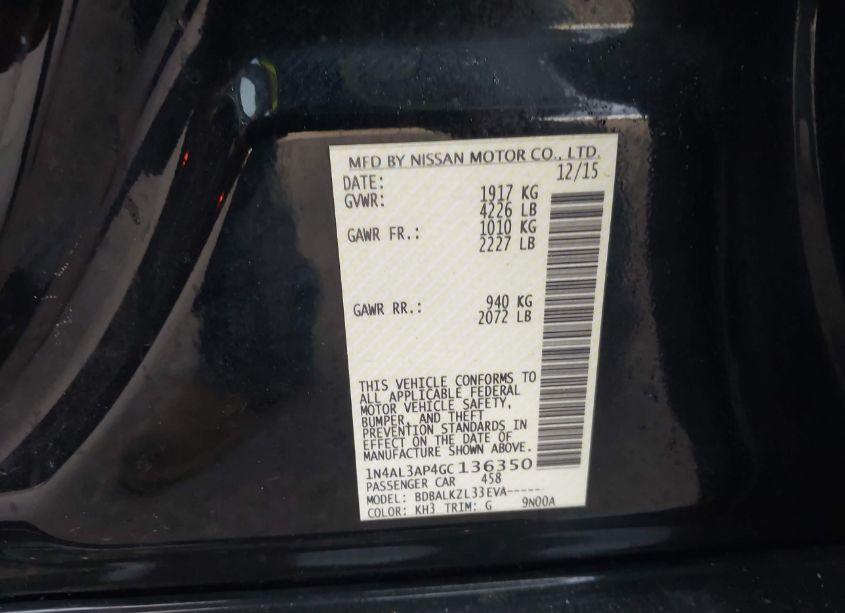 MFD BY NISSAN MOTOR CO., LTD.
DATE: 12/15
GVWR: 1917 KG
4226 LB
GAWR FR.: 1010 KG
2227 LB
GAWR RR.: 940 KG
2072 LB
THIS VEHICLE CONFORMS TO
ALL APPLICABLE FEDERAL
MOTOR VEHICLE SAFETY,
BUMPER, AND THEFT
PREVENTION STANDARDS IN
EFFECT ON THE DATE OF
MANUFACTURE SHOWN ABOVE.
1N4AL3AP4GC136350
PASSENGER CAR 458
MODEL: BDBALKZL33EVA-----
COLOR: KH3 TRIM: G 9N00A